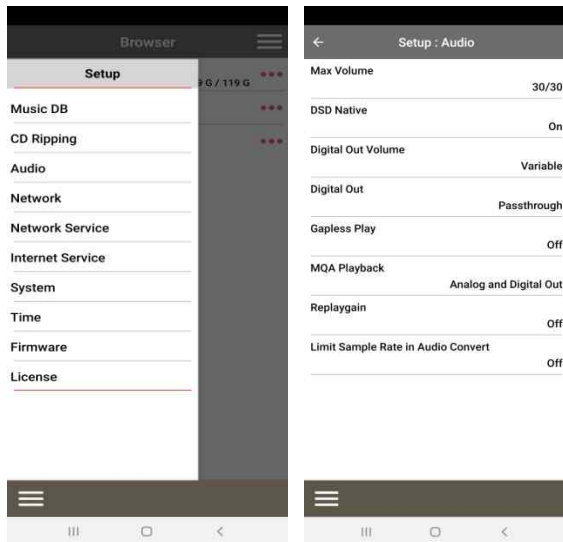 Browser
Setup
9 G / 119 G
Music DB
CD Ripping
Audio
Network
Network Service
Internet Service
System
Time
Firmware
License
Setup : Audio
Max Volume
30/30
DSD Native
On
Digital Out Volume
Variable
Digital Out
Passthrough
Gapless Play
Off
MQA Playback
Analog and Digital Out
Replaygain
Off
Limit Sample Rate in Audio Convert
Off